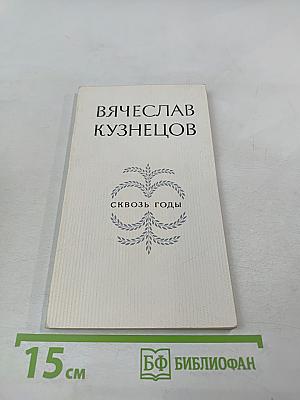 ВЯЧЕСЛАВ
КУЗНЕЦОВ
СКВОЗЬ ГОДЫ
15 см
БФ БИБЛИОФАН